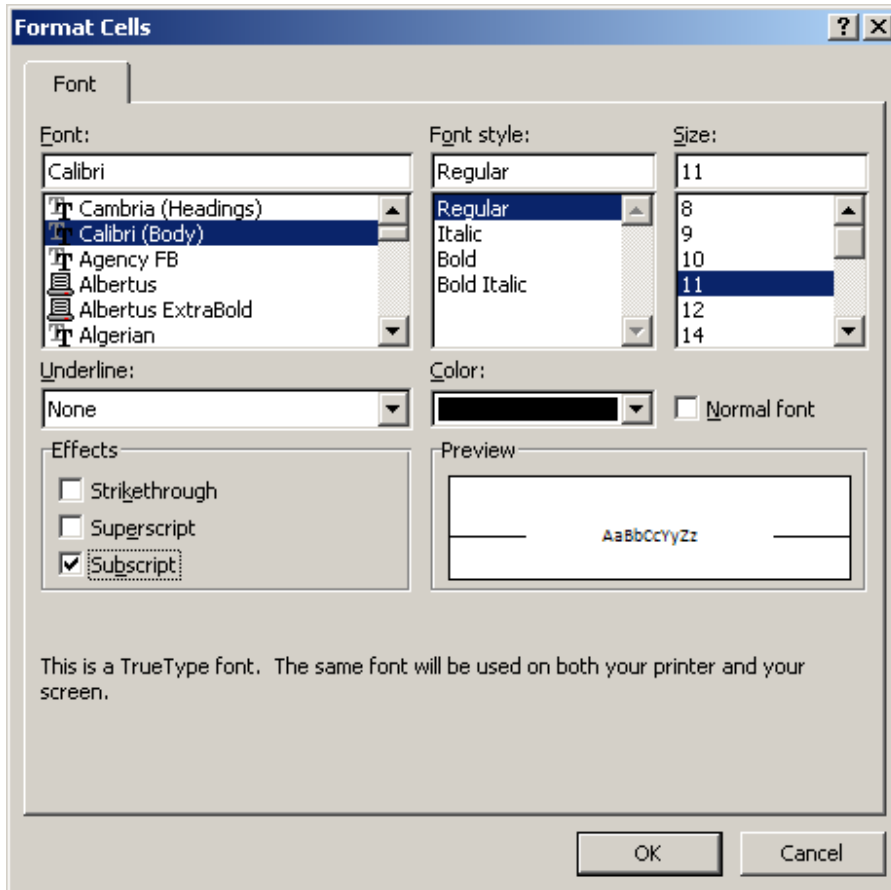 Format Cells
Font
Font:
Calibri
Cambria (Headings)
Calibri (Body)
Agency FB
Albertus
Albertus ExtraBold
Algerian
Font style:
Regular
Regular
Italic
Bold
Bold Italic
Size:
11
8
9
10
11
12
14
Underline:
None
Color:
Normal font
Effects
Strikethrough
Superscript
Subscript
Preview
AaBbCcYyZz
This is a TrueType font.  The same font will be used on both your printer and your
screen.
OK
Cancel